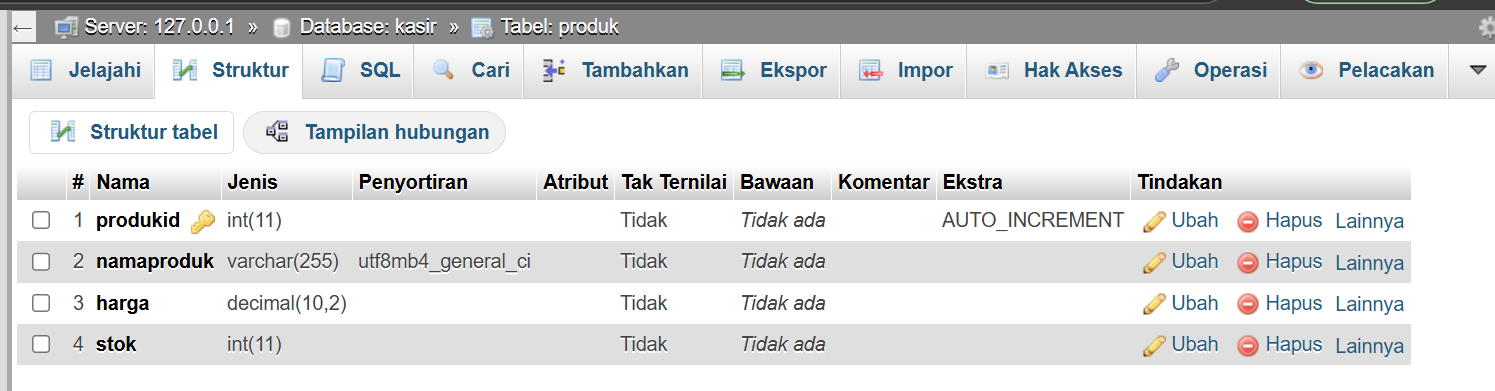 ← Server: 127.0.0.1 » Database: kasir » Tabel: produk
Jelajahi Struktur SQL Cari Tambahkan Ekspor Impor Hak Akses Operasi Pelacakan
Struktur tabel Tampilan hubungan
# Nama Jenis Penyortiran Atribut Tak Ternilai Bawaan Komentar Ekstra Tindakan
1 produkid int(11) Tidak Tidak ada AUTO_INCREMENT Ubah Hapus Lainnya
2 namaproduk varchar(255) utf8mb4_general_ci Tidak Tidak ada Ubah Hapus Lainnya
3 harga decimal(10,2) Tidak Tidak ada Ubah Hapus Lainnya
4 stok int(11) Tidak Tidak ada Ubah Hapus Lainnya